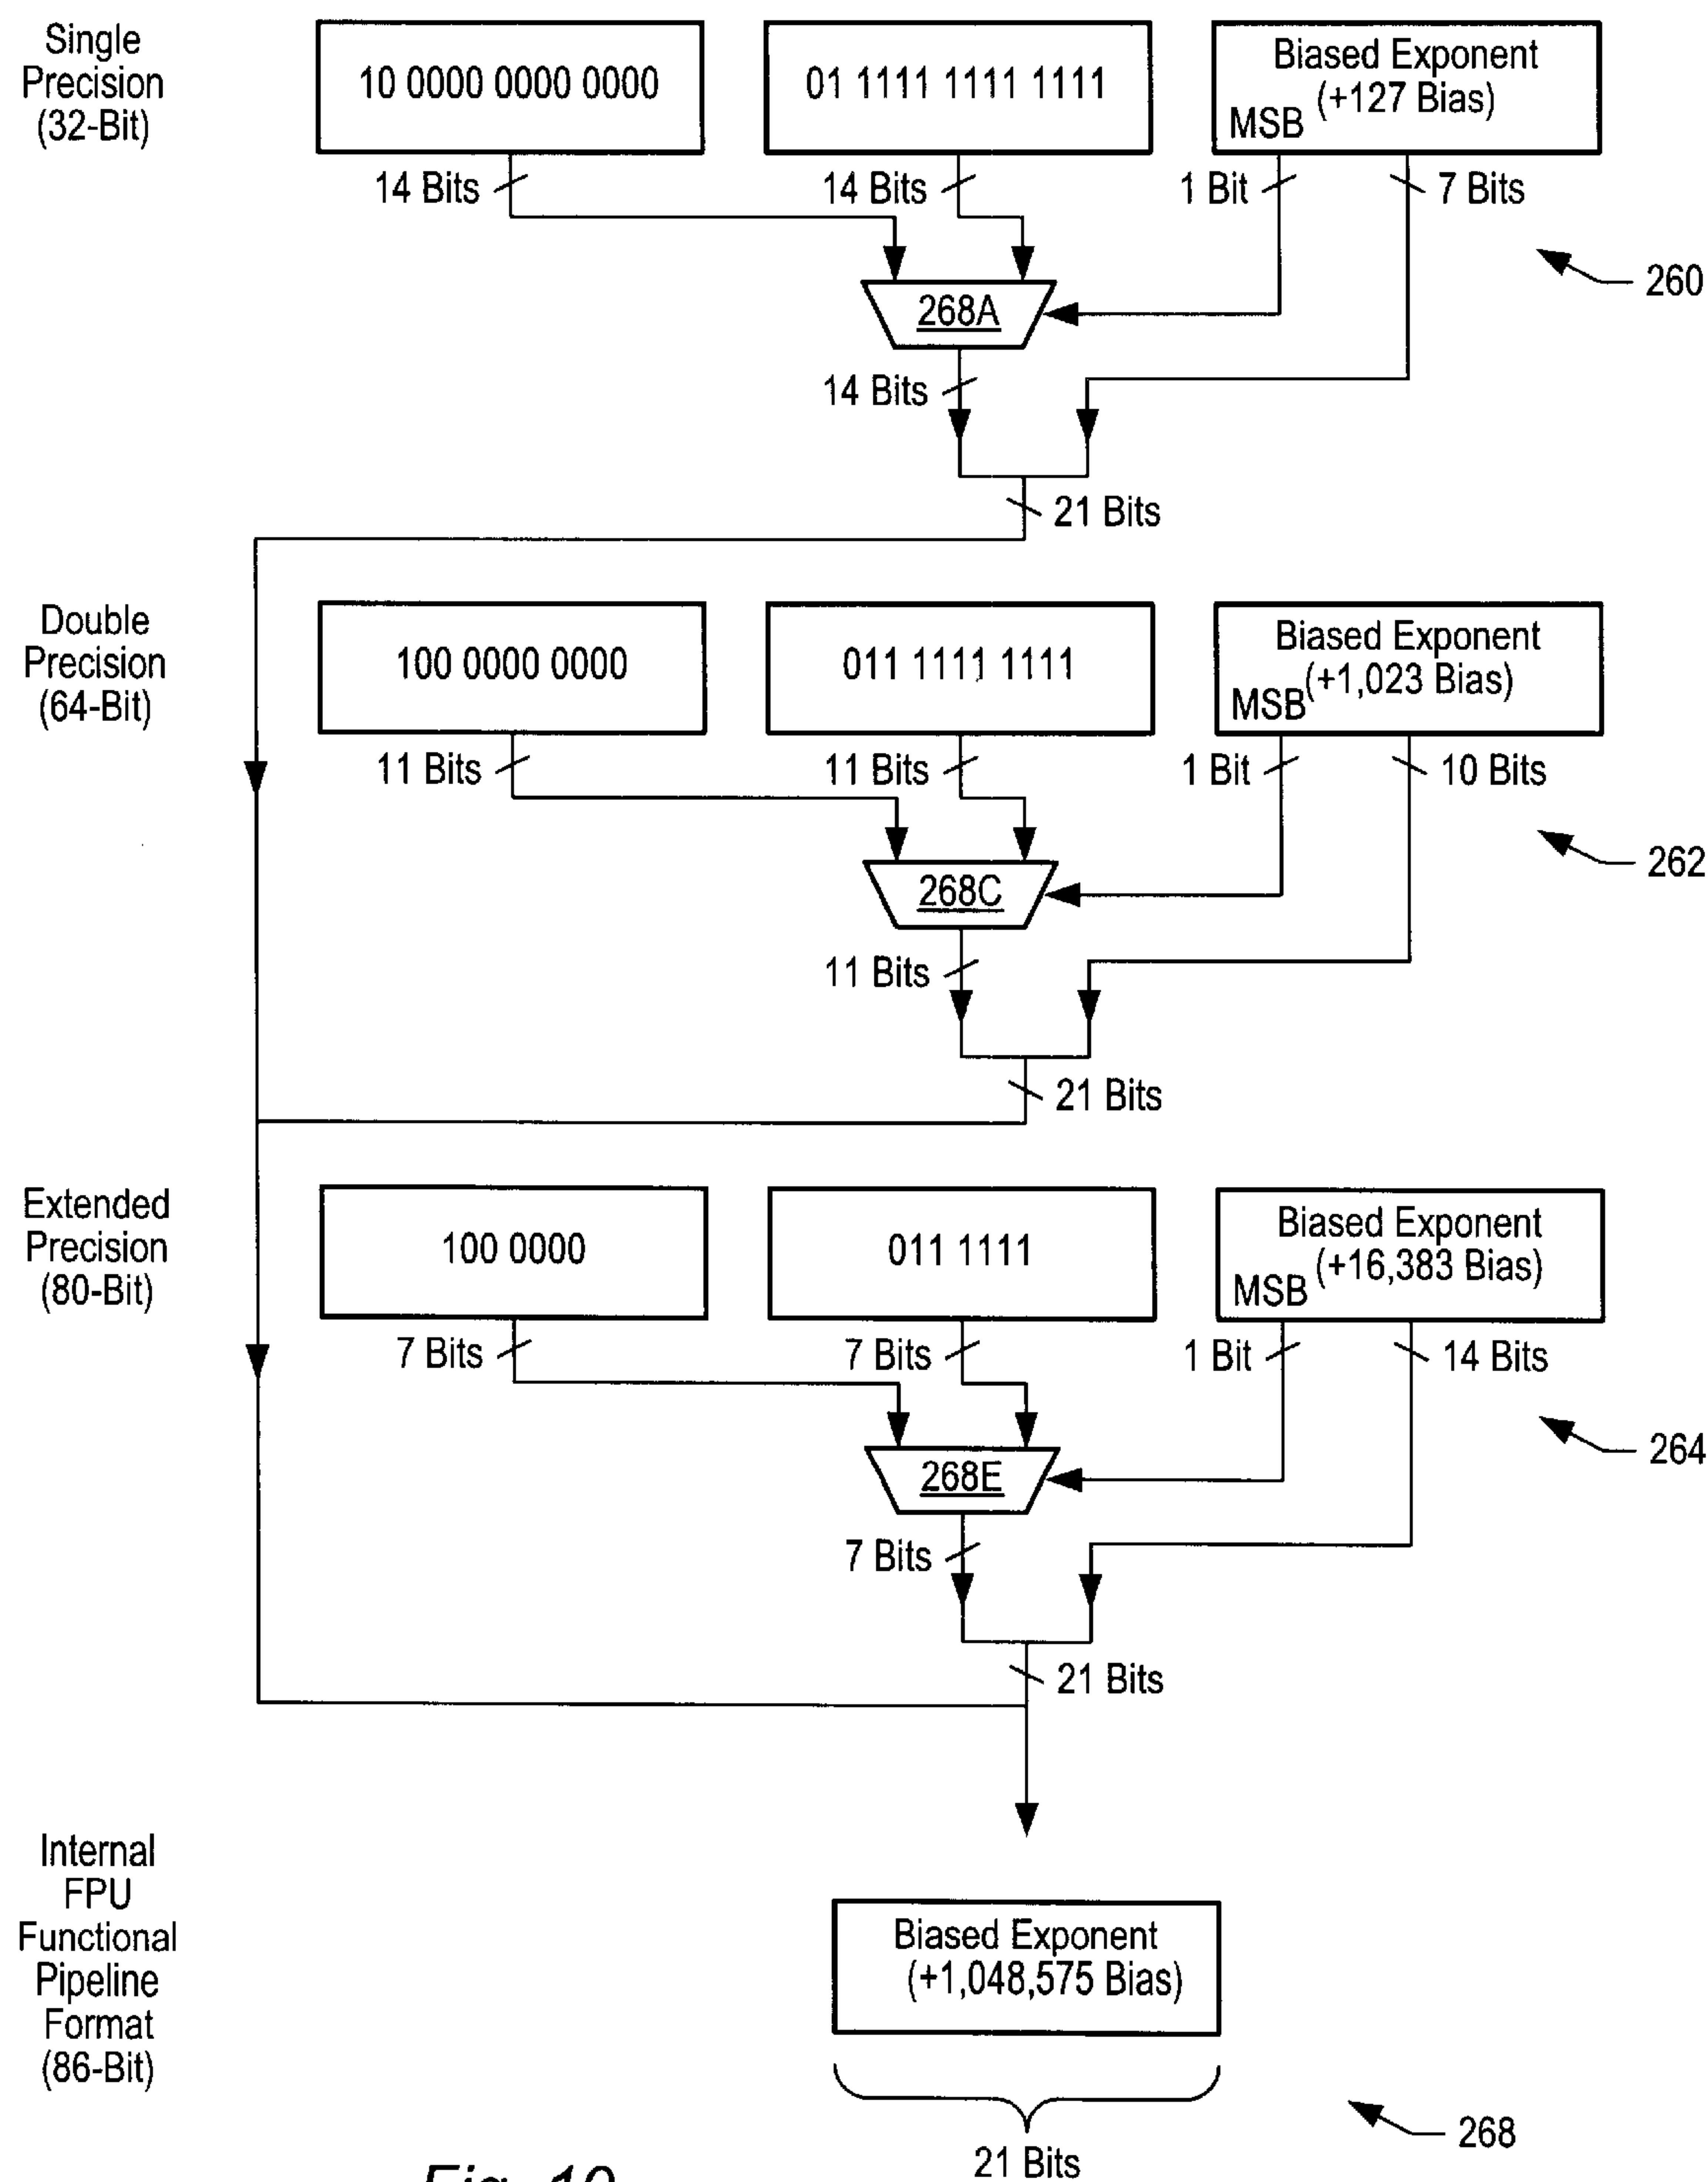 Single
Precision
(32-Bit)
10 0000 0000 0000
01 1111 1111 1111
Biased Exponent
(+127 Bias)
MSB
14 Bits
14 Bits
1 Bit
7 Bits
260
268A
14 Bits
21 Bits
Double
Precision
(64-Bit)
100 0000 0000
011 1111 1111
Biased Exponent
(+1,023 Bias)
MSB
11 Bits
11 Bits
1 Bit
10 Bits
262
268C
11 Bits
21 Bits
Extended
Precision
(80-Bit)
100 0000
011 1111
Biased Exponent
(+16,383 Bias)
MSB
7 Bits
7 Bits
1 Bit
14 Bits
264
268E
7 Bits
21 Bits
Internal
FPU
Functional
Pipeline
Format
(86-Bit)
Biased Exponent
(+1,048,575 Bias)
268
21 Bits